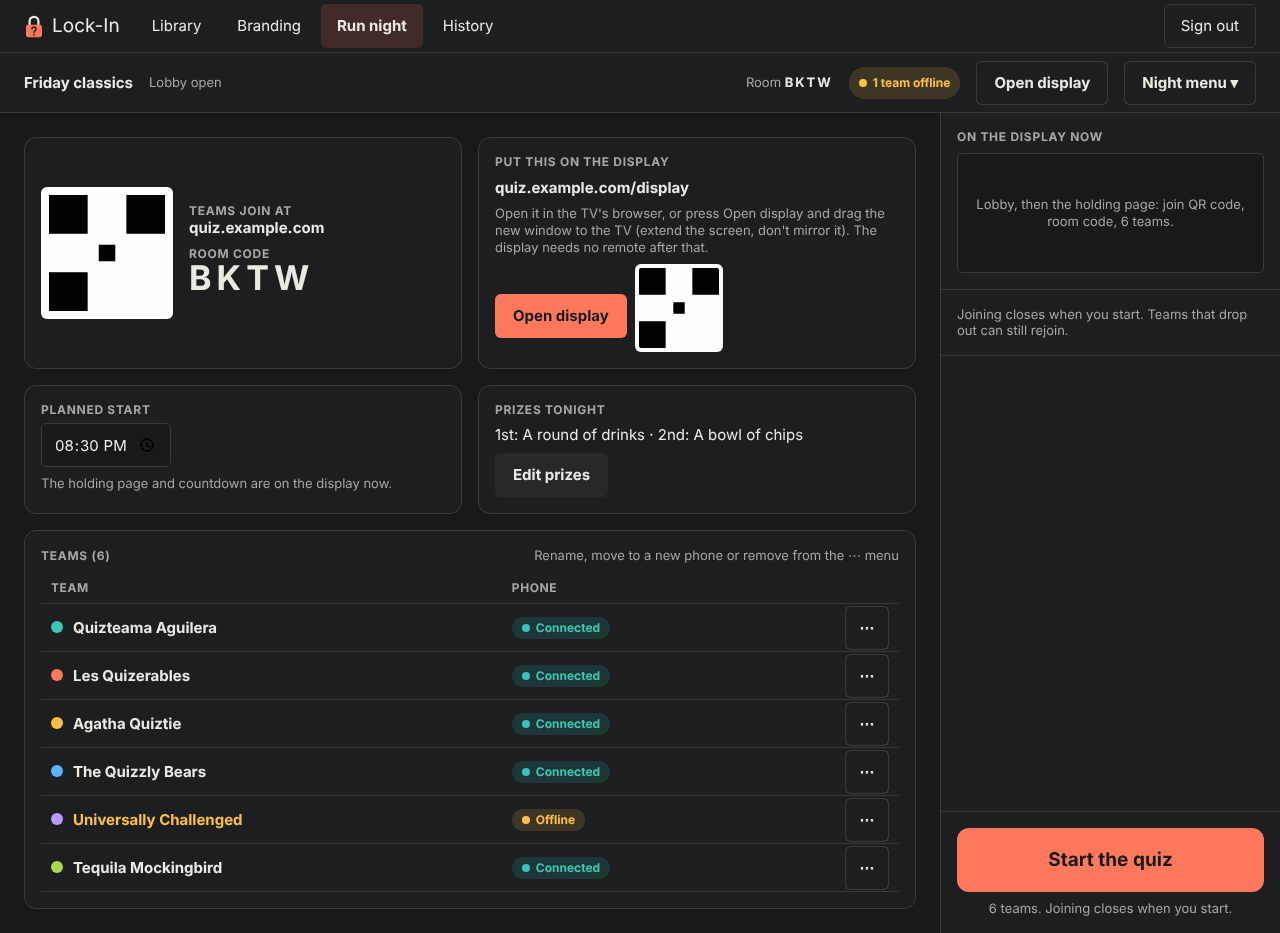 Lock-In
Library
Branding
Run night
History
Sign out
Friday classics
Lobby open
Room BKTW
1 team offline
Open display
Night menu ▾
TEAMS JOIN AT
quiz.example.com
ROOM CODE
BKTW
PUT THIS ON THE DISPLAY
quiz.example.com/display
Open it in the TV's browser, or press Open display and drag the
new window to the TV (extend the screen, don't mirror it). The
display needs no remote after that.
Open display
PLANNED START
08:30 PM
The holding page and countdown are on the display now.
PRIZES TONIGHT
1st: A round of drinks · 2nd: A bowl of chips
Edit prizes
TEAMS (6)
Rename, move to a new phone or remove from the ⋯ menu
TEAM
PHONE
Quizteama Aguilera
Connected
⋯
Les Quizerables
Connected
⋯
Agatha Quiztie
Connected
⋯
The Quizzly Bears
Connected
⋯
Universally Challenged
Offline
⋯
Tequila Mockingbird
Connected
⋯
ON THE DISPLAY NOW
Lobby, then the holding page: join QR code,
room code, 6 teams.
Joining closes when you start. Teams that drop
out can still rejoin.
Start the quiz
6 teams. Joining closes when you start.